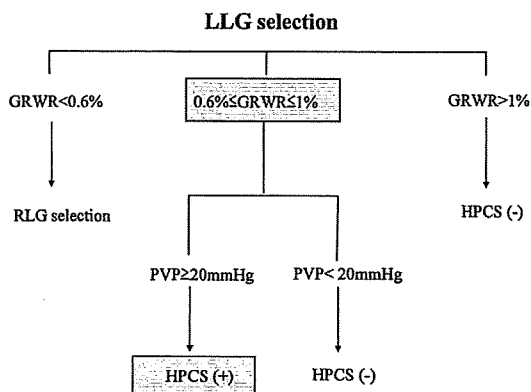 LLG selection
GRWR<0.6%
0.6%≤GRWR≤1%
GRWR>1%
RLG selection
HPCS (-)
PVP≥20mmHg
PVP< 20mmHg
HPCS (+)
HPCS (-)